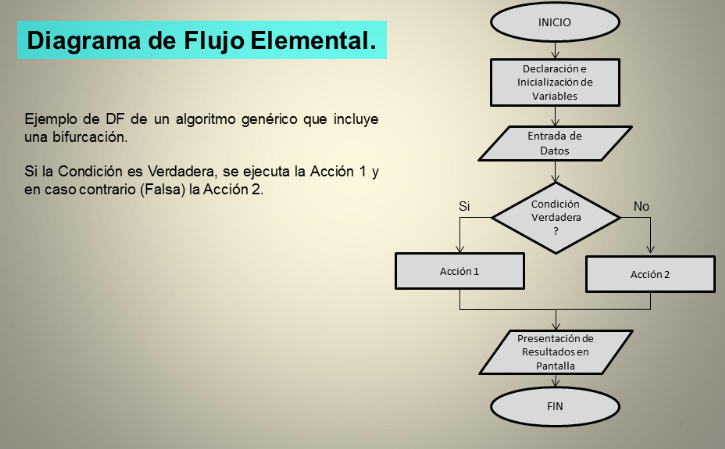 Diagrama de Flujo Elemental.
Ejemplo de DF de un algoritmo genérico que incluye
una bifurcación.
Si la Condición es Verdadera, se ejecuta la Acción 1 y
en caso contrario (Falsa) la Acción 2.
INICIO
Declaración e
Inicialización de
Variables
Entrada de
Datos
Condición
Verdadera
?
Si
No
Acción 1
Acción 2
Presentación de
Resultados en
Pantalla
FIN